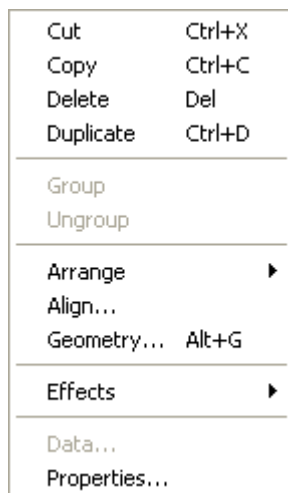 Cut Ctrl+X
Copy Ctrl+C
Delete Del
Duplicate Ctrl+D
Group
Ungroup
Arrange
Align...
Geometry... Alt+G
Effects
Data...
Properties...